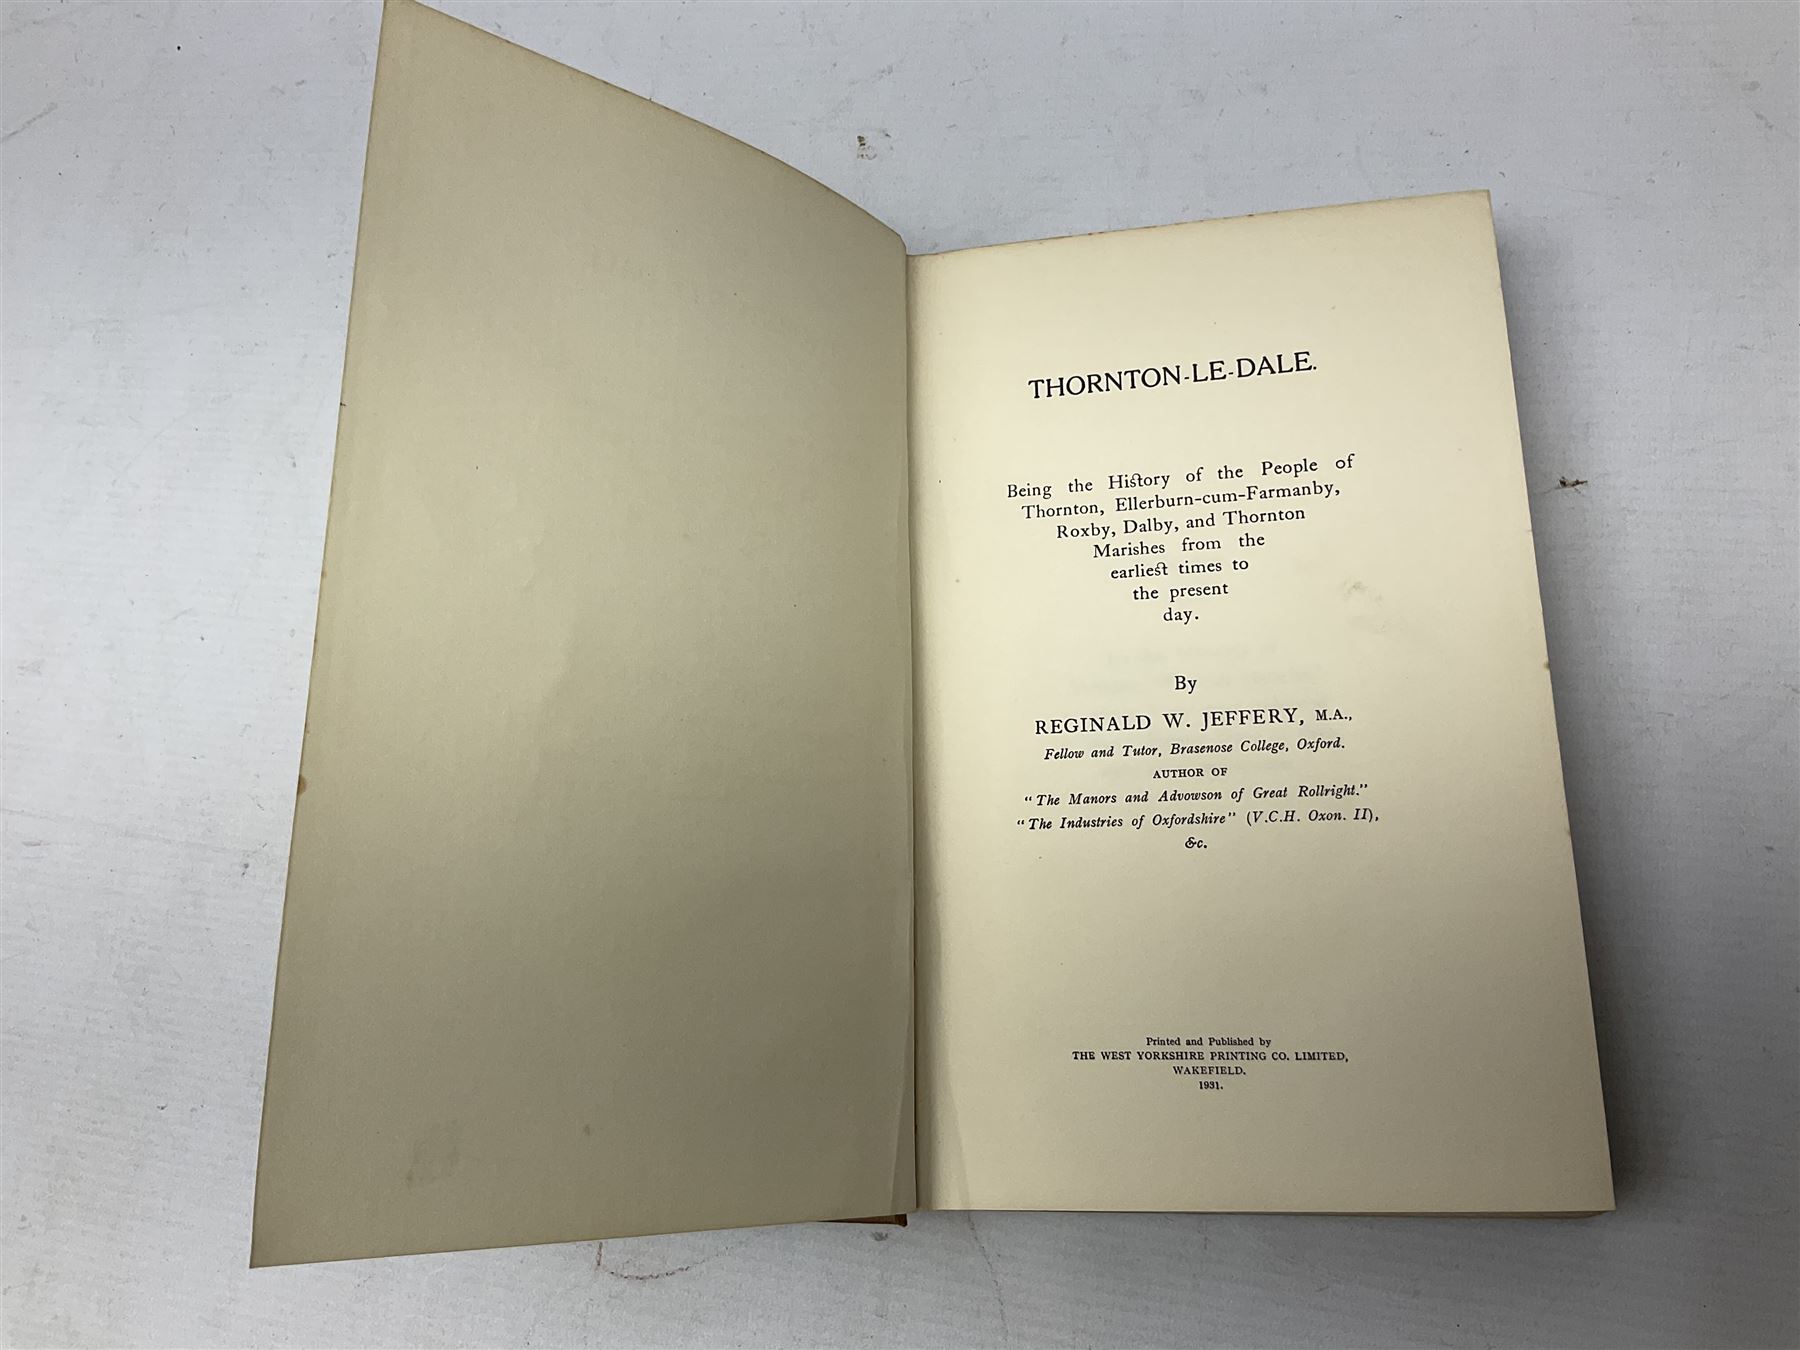 THORNTON-LE-DALE.
Being the History of the People of
Thornton, Ellerburn-cum-Farmanby,
Roxby, Dalby, and Thornton
Marishes from the
earliest times to
the present
day.
By
REGINALD W. JEFFERY, M.A.,
Fellow and Tutor, Brasenose College, Oxford.
AUTHOR OF
"The Manors and Advowson of Great Rollright."
"The Industries of Oxfordshire" (V.C.H. Oxon. II),
&c.
Printed and Published by
THE WEST YORKSHIRE PRINTING CO. LIMITED,
WAKEFIELD.
1931.